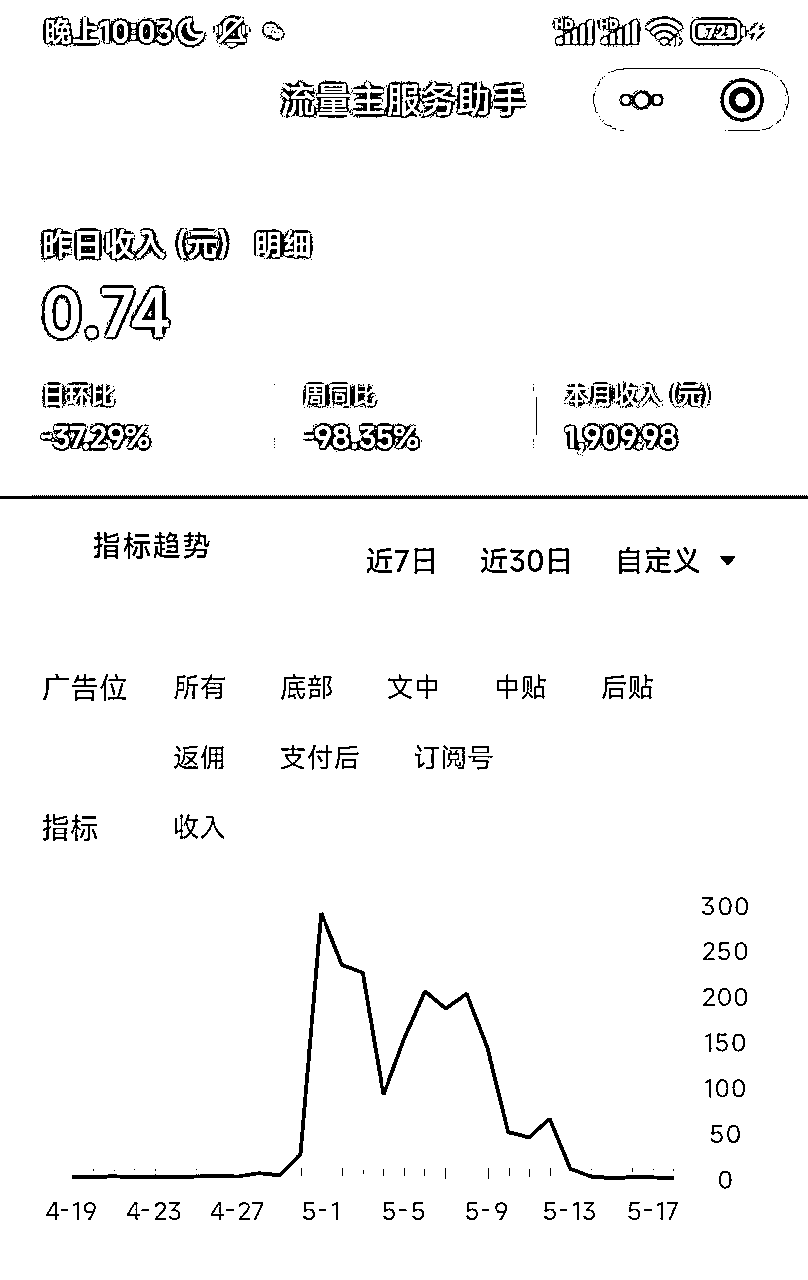 晚上10:03 HD HD 72
流量主服务助手
昨日收入 (元) 明细
0.74
日环比 周同比 本月收入 (元)
-37.29% -98.35% 1,909.98
指标趋势
近7日 近30日 自定义
广告位 所有 底部 文中 中贴 后贴
返佣 支付后 订阅号
指标 收入
300
250
200
150
100
50
0
4-19 4-23 4-27 5-1 5-5 5-9 5-13 5-17